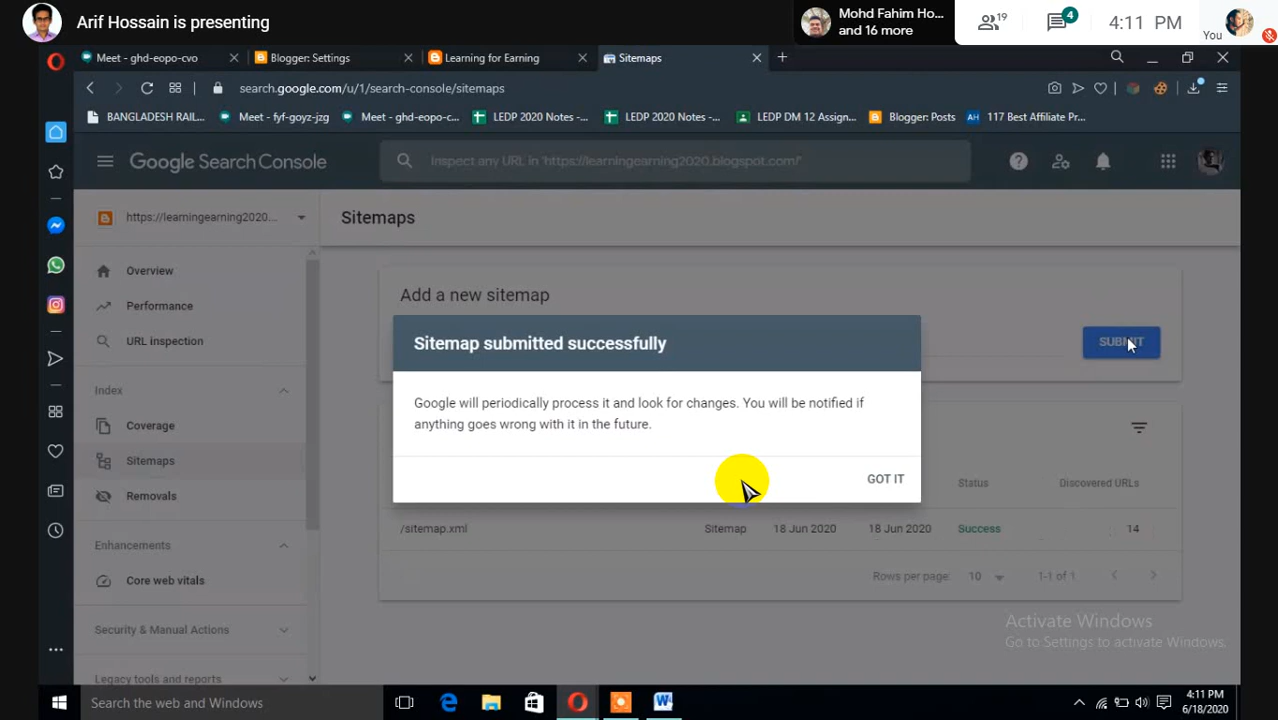 Arif Hossain is presenting
Mohd Fahim Ho...
and 16 more
19
4
4:11 PM
You
Meet - ghd-eopo-cvo
Blogger: Settings
Learning for Earning
Sitemaps
search.google.com/u/1/search-console/sitemaps
BANGLADESH RAIL...
Meet - fyf-goyz-jzg
Meet - ghd-eopo-c...
LEDP 2020 Notes -...
LEDP 2020 Notes -...
LEDP DM 12 Assign...
Blogger: Posts
AH
117 Best Affiliate Pr...
Google Search Console
Inspect any URL in 'https://learningearning2020.blogspot.com/'
https://learningearning2020...
Sitemaps
Overview
Performance
URL inspection
Index
Coverage
Sitemaps
Removals
Enhancements
Core web vitals
Security & Manual Actions
Legacy tools and reports
Add a new sitemap
SUBMIT
Sitemap submitted successfully
Google will periodically process it and look for changes. You will be notified if
anything goes wrong with it in the future.
GOT IT
Status
Discovered URLs
/sitemap.xml
Sitemap
18 Jun 2020
18 Jun 2020
Success
14
Rows per page:
10
1-1 of 1
Activate Windows
Go to Settings to activate Windows.
Search the web and Windows
4:11 PM
6/18/2020